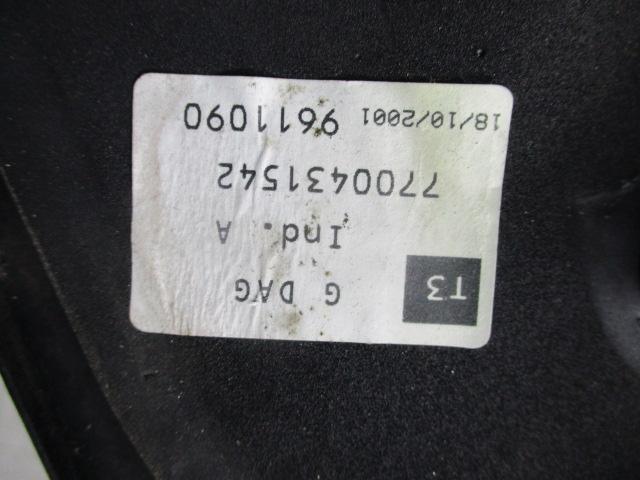 T3 G DAG
Ind. A
7700431542
18/10/2001 9611090